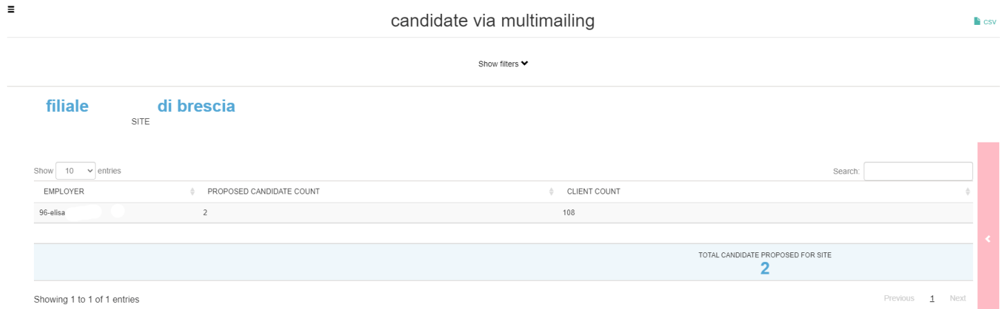 candidate via multimailing
csv
Show filters
filiale di brescia
SITE
Show 10 entries
Search:
EMPLOYER PROPOSED CANDIDATE COUNT CLIENT COUNT
96-elisa 2 108
TOTAL CANDIDATE PROPOSED FOR SITE
2
Showing 1 to 1 of 1 entries
Previous 1 Next